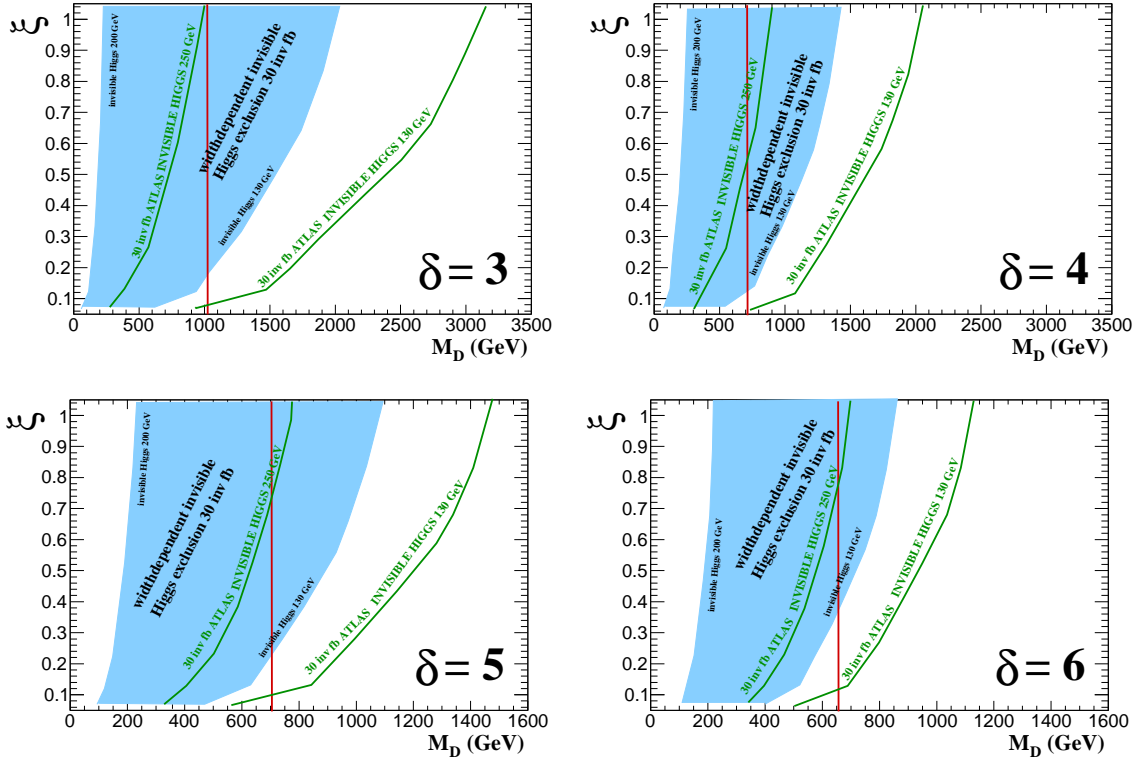 ξ
1
0.9
0.8
0.7
0.6
0.5
0.4
0.3
0.2
0.1
invisible Higgs 200 GeV
30 inv fb ATLAS INVISIBLE HIGGS 250 GeV
widthdependent invisible
Higgs exclusion 30 inv fb
invisible Higgs 130 GeV
30 inv fb ATLAS INVISIBLE HIGGS 130 GeV
δ = 3
0 500 1000 1500 2000 2500 3000 3500
M_D (GeV)
ξ
1
0.9
0.8
0.7
0.6
0.5
0.4
0.3
0.2
0.1
invisible Higgs 200 GeV
30 inv fb ATLAS INVISIBLE HIGGS 250 GeV
widthdependent invisible
Higgs exclusion 30 inv fb
invisible Higgs 130 GeV
30 inv fb ATLAS INVISIBLE HIGGS 130 GeV
δ = 4
0 500 1000 1500 2000 2500 3000 3500
M_D (GeV)
ξ
1
0.9
0.8
0.7
0.6
0.5
0.4
0.3
0.2
0.1
invisible Higgs 200 GeV
widthdependent invisible
Higgs exclusion 30 inv fb
30 inv fb ATLAS INVISIBLE HIGGS 250 GeV
invisible Higgs 130 GeV
30 inv fb ATLAS INVISIBLE HIGGS 130 GeV
δ = 5
0 200 400 600 800 1000 1200 1400 1600
M_D (GeV)
ξ
1
0.9
0.8
0.7
0.6
0.5
0.4
0.3
0.2
0.1
invisible Higgs 200 GeV
widthdependent invisible
Higgs exclusion 30 inv fb
30 inv fb ATLAS INVISIBLE HIGGS 250 GeV
invisible Higgs 130 GeV
30 inv fb ATLAS INVISIBLE HIGGS 130 GeV
δ = 6
0 200 400 600 800 1000 1200 1400 1600
M_D (GeV)